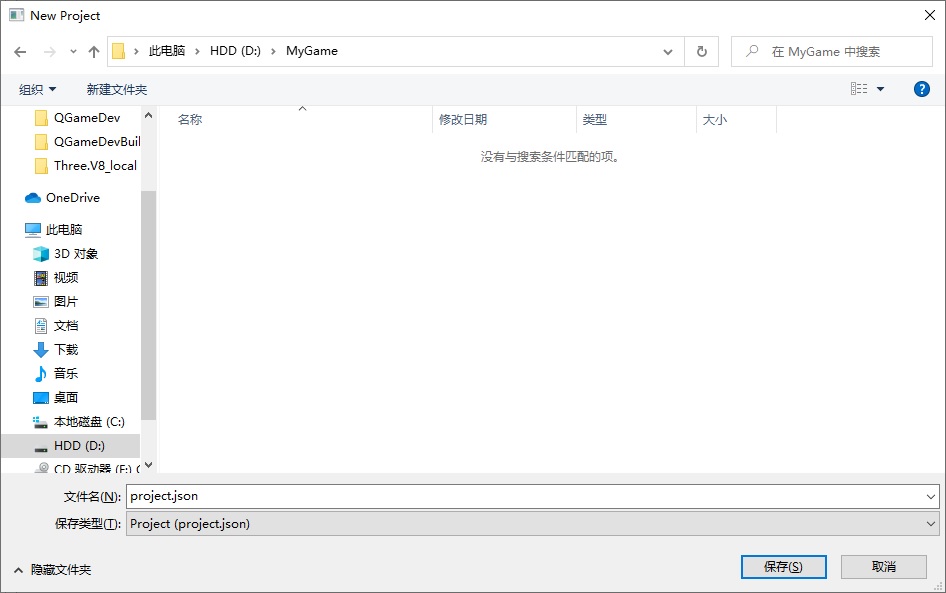 New Project
此电脑 › HDD (D:) › MyGame
在 MyGame 中搜索
组织
新建文件夹
QGameDev
QGameDevBuil
Three.V8_local
OneDrive
此电脑
3D 对象
视频
图片
文档
下载
音乐
桌面
本地磁盘 (C:)
HDD (D:)
CD 驱动器 (F:) C
名称
修改日期
类型
大小
没有与搜索条件匹配的项。
文件名(N): project.json
保存类型(T): Project (project.json)
隐藏文件夹
保存(S)
取消